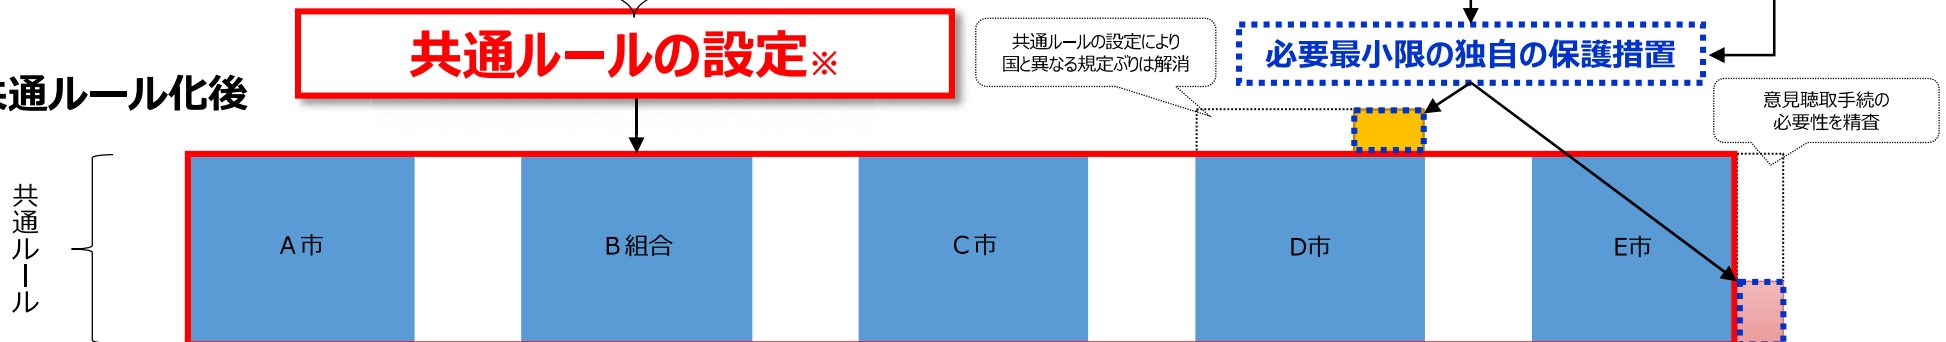 共通ルールの設定※
共通ルールの設定により
国と異なる規定ぶりは解消
必要最小限の独自の保護措置
通ルール化後
意見聴取手続の
必要性を精査
共通ルール
A市
B組合
C市
D市
E市